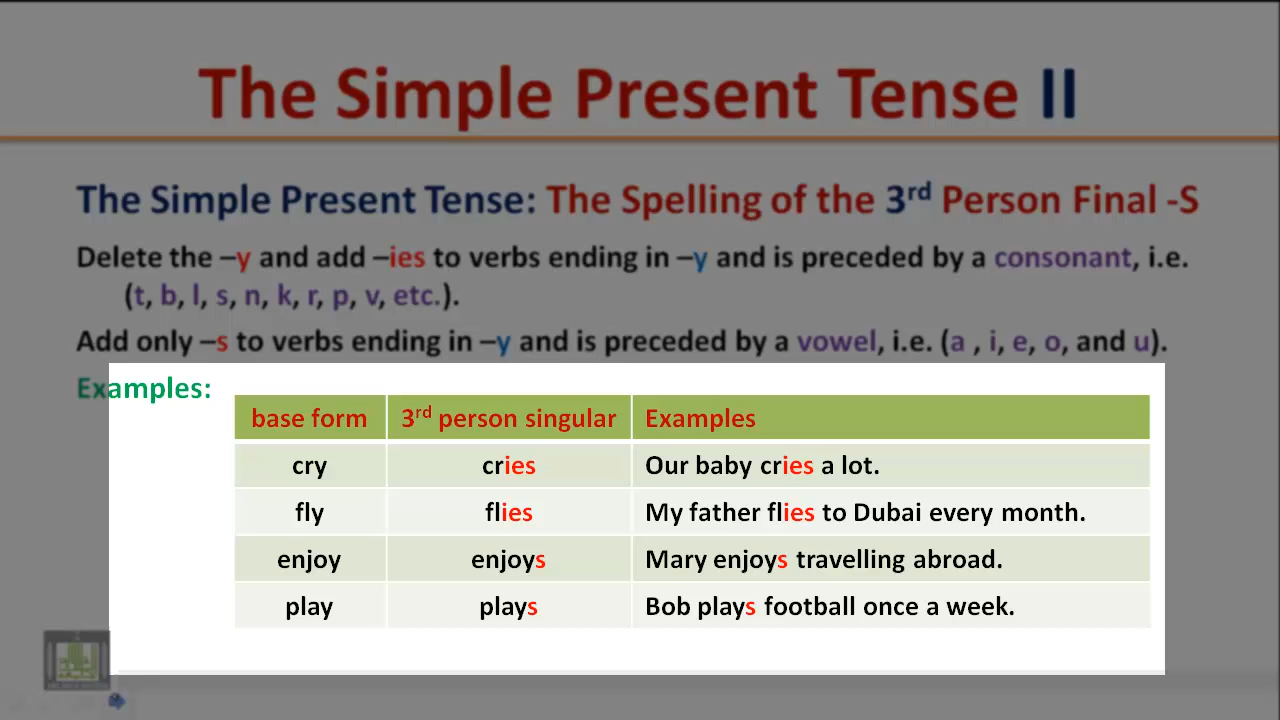 The Simple Present Tense II
The Simple Present Tense: The Spelling of the 3rd Person Final -S
Delete the –y and add –ies to verbs ending in –y and is preceded by a consonant, i.e.
(t, b, l, s, n, k, r, p, v, etc.).
Add only –s to verbs ending in –y and is preceded by a vowel, i.e. (a , i, e, o, and u).
Examples:
base form 3rd person singular Examples
cry cries Our baby cries a lot.
fly flies My father flies to Dubai every month.
enjoy enjoys Mary enjoys travelling abroad.
play plays Bob plays football once a week.